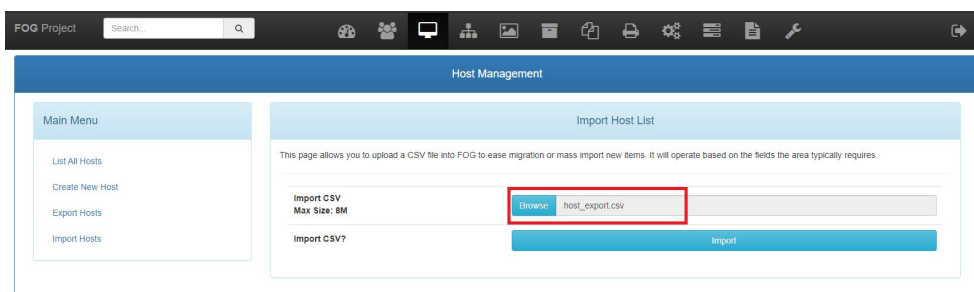 FOG Project
Search...
Host Management
Main Menu
List All Hosts
Create New Host
Export Hosts
Import Hosts
Import Host List
This page allows you to upload a CSV file into FOG to ease migration or mass import new items. It will operate based on the fields the area typically requires.
Import CSV
Max Size: 8M
Browse host_export.csv
Import CSV?
Import